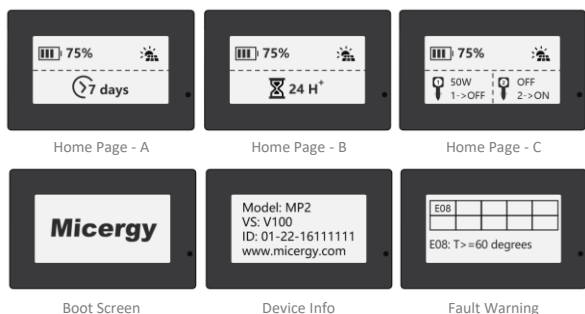 75%
7 days
Home Page - A
75%
24 H+
Home Page - B
75%
1 50W
1->OFF
2 OFF
2->ON
Home Page - C
Micergy
Boot Screen
Model: MP2
VS: V100
ID: 01-22-16111111
www.micergy.com
Device Info
E08
E08: T>=60 degrees
Fault Warning